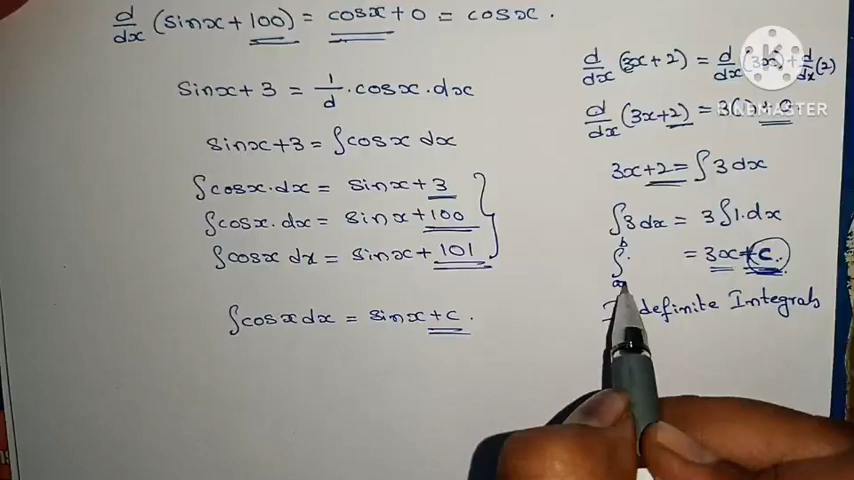 d/dx (sinx + 100) = cosx + 0 = cosx .
sinx + 3 = 1/d . cosx . dx
sinx + 3 = ∫cosx dx
∫cosx . dx = sinx + 3
∫cosx . dx = sinx + 100
∫cosx dx = sinx + 101
∫cosx dx = sinx + c .
d/dx (3x + 2) = d/dx (3x) + d/dx (2)
d/dx (3x + 2) = 3( ) + 0
3x + 2 = ∫ 3 dx
∫3 dx = 3 ∫1. dx
= 3x + c .
∫ b
definite Integrals
K
KINEMASTER